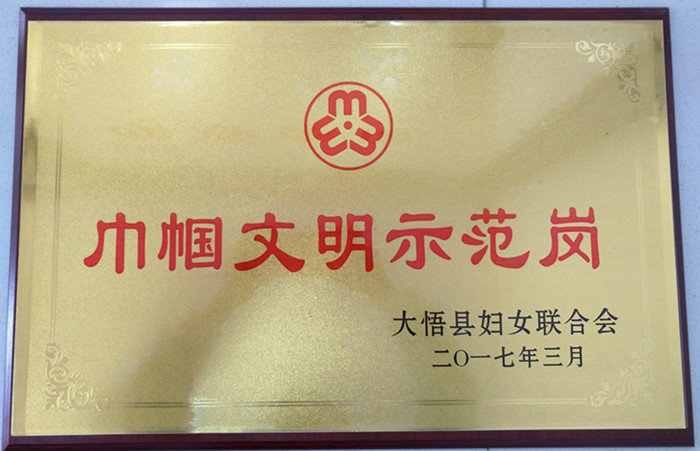 巾帼文明示范岗
大悟县妇女联合会
二〇一七年三月